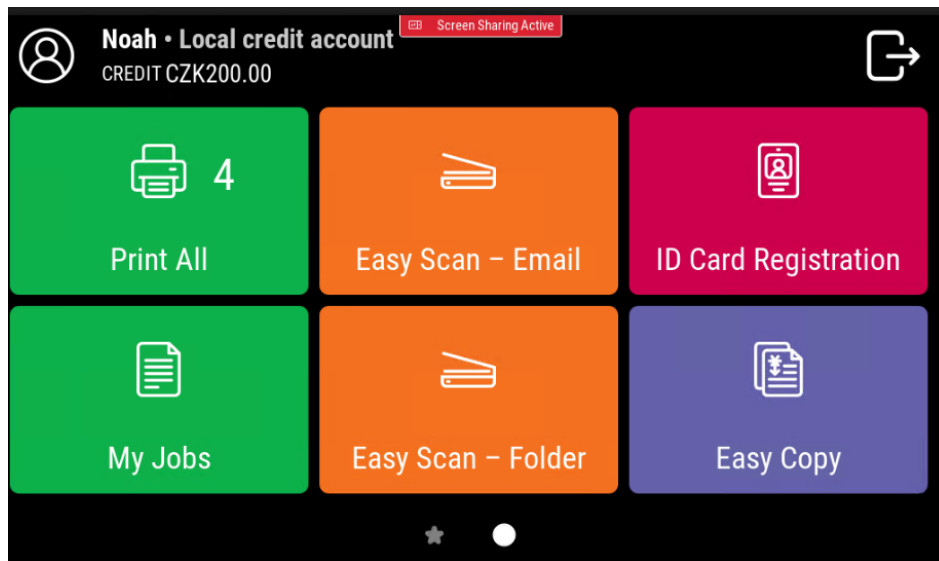 Screen Sharing Active
Noah • Local credit account
CREDIT CZK200.00
4
Print All
Easy Scan – Email
ID Card Registration
My Jobs
Easy Scan – Folder
¥
Easy Copy